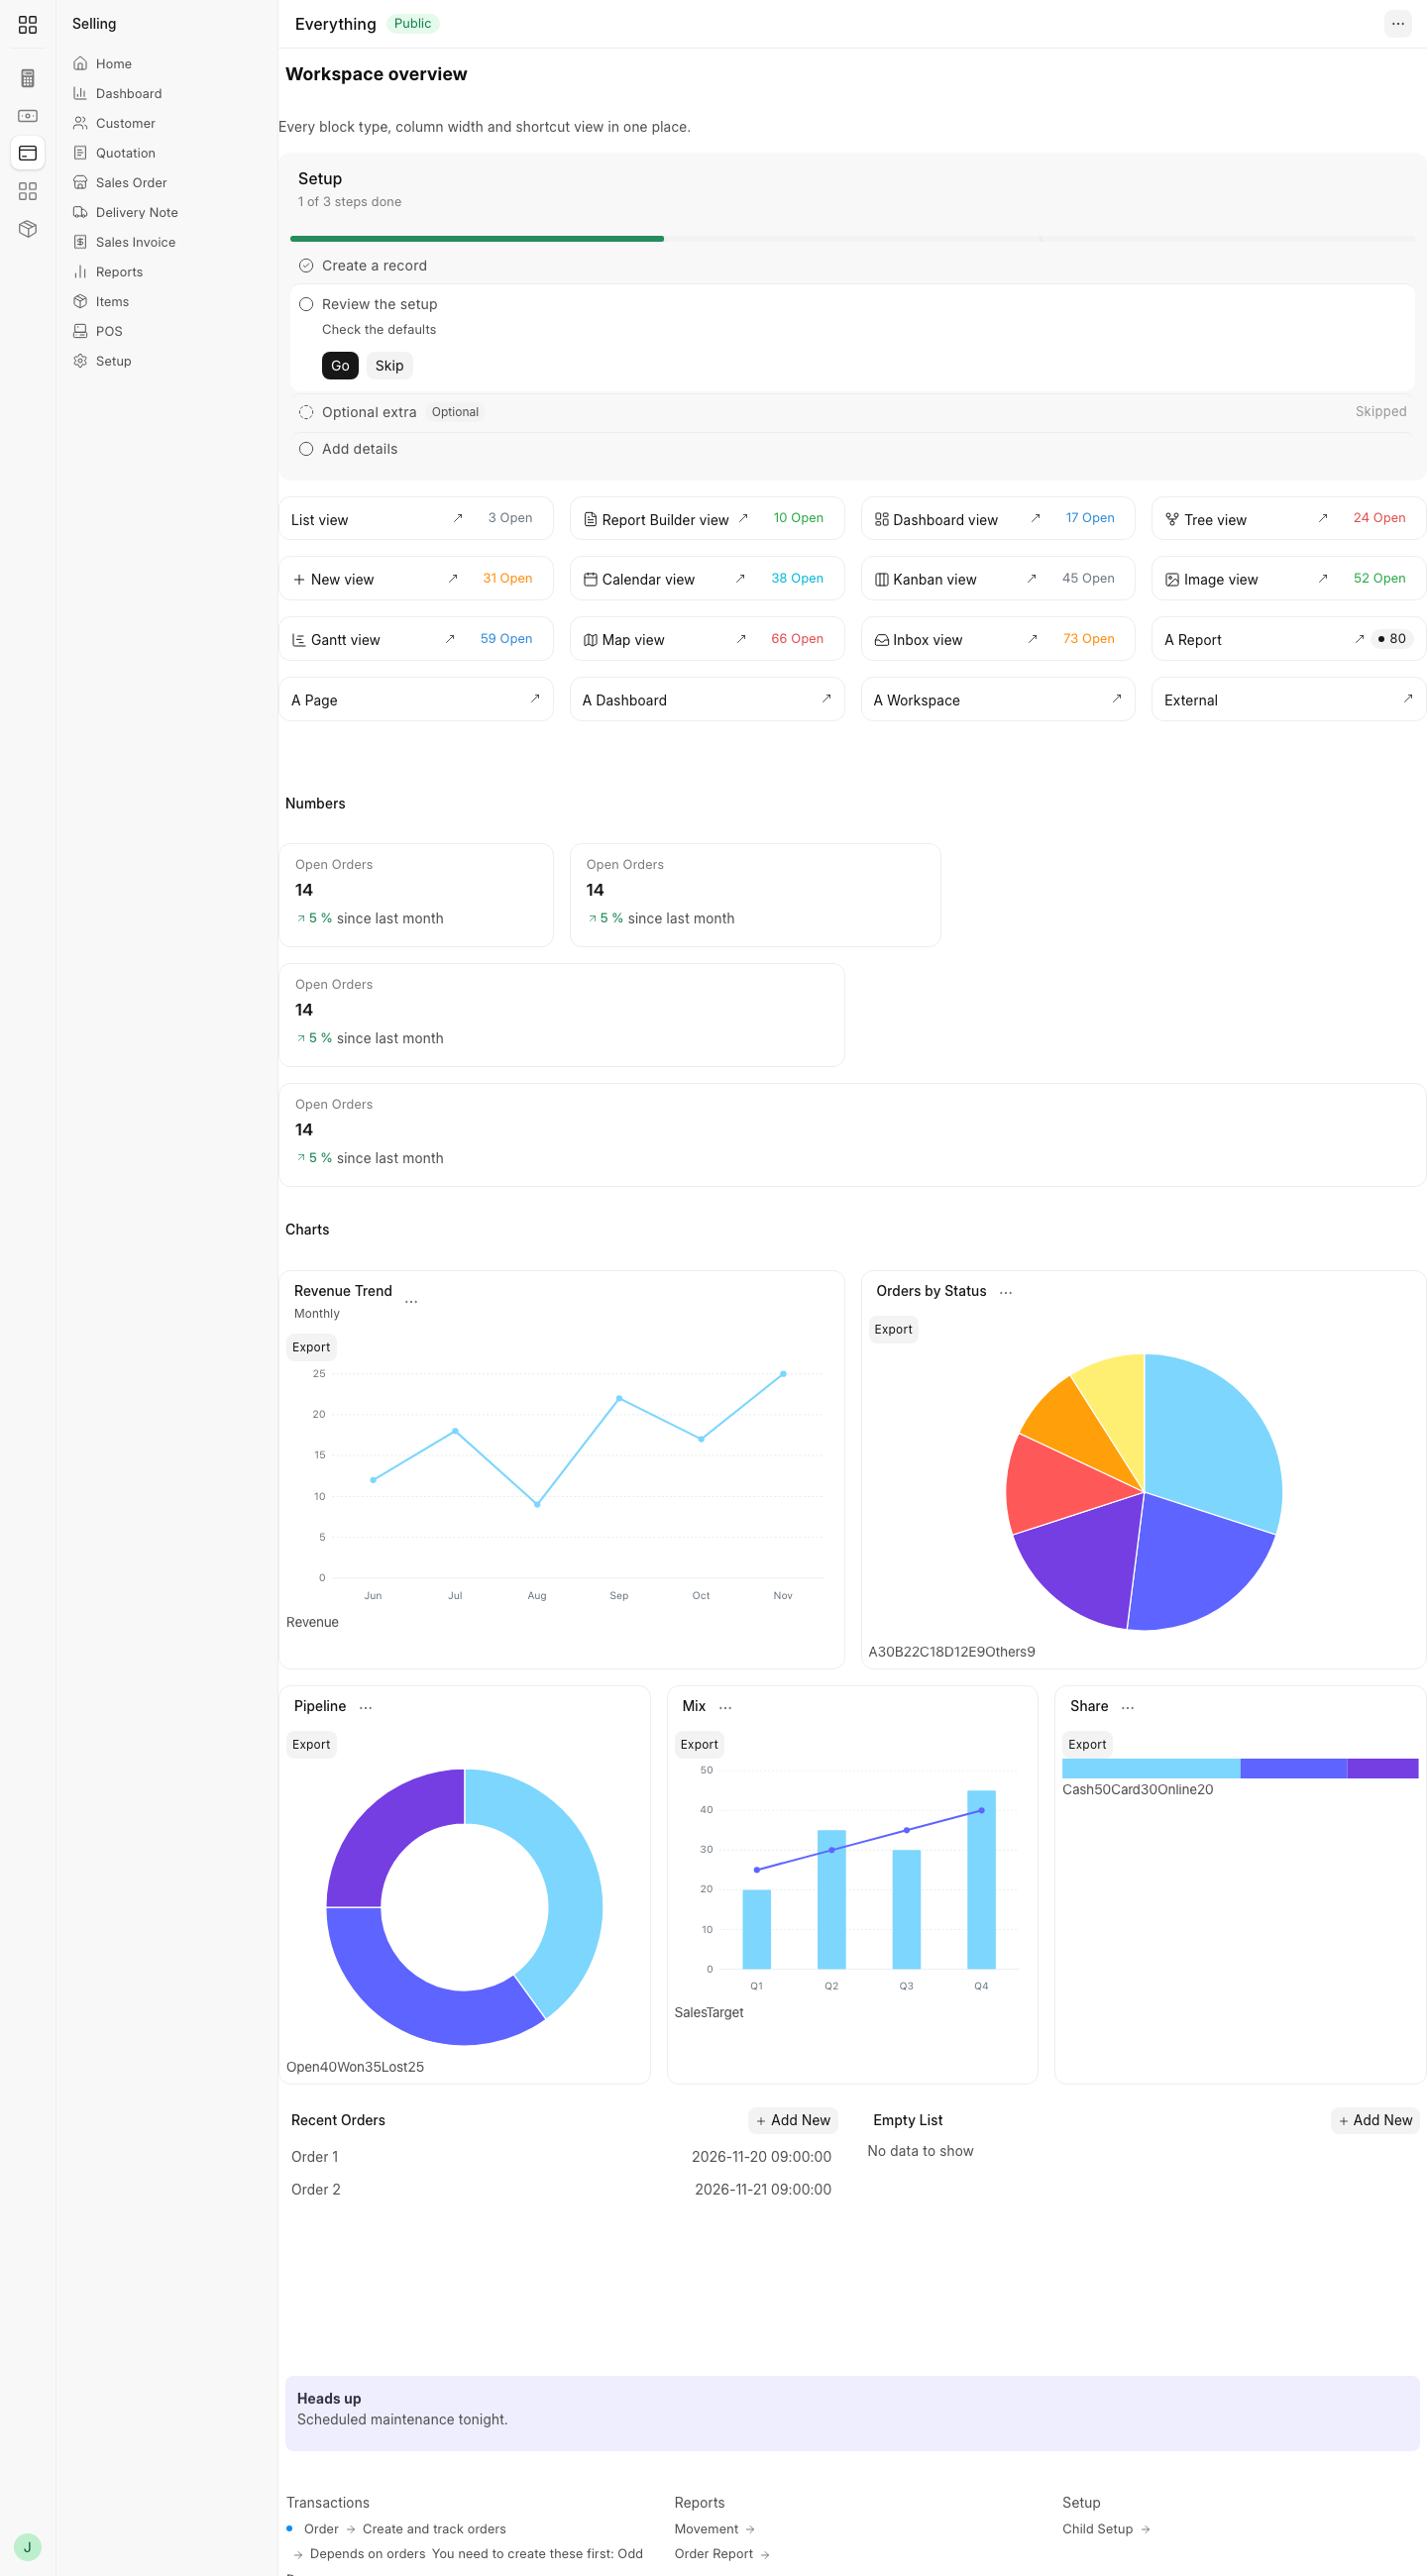 Selling
Home
Dashboard
Customer
Quotation
Sales Order
Delivery Note
Sales Invoice
Reports
Items
POS
Setup
J
Everything Public
Workspace overview
Every block type, column width and shortcut view in one place.
Setup
1 of 3 steps done
Create a record
Review the setup
Check the defaults
Go Skip
Optional extra Optional Skipped
Add details
List view 3 Open Report Builder view 10 Open Dashboard view 17 Open Tree view 24 Open
New view 31 Open Calendar view 38 Open Kanban view 45 Open Image view 52 Open
Gantt view 59 Open Map view 66 Open Inbox view 73 Open A Report 80
A Page A Dashboard A Workspace External
Numbers
Open Orders
14
5 % since last month
Open Orders
14
5 % since last month
Open Orders
14
5 % since last month
Open Orders
14
5 % since last month
Charts
Revenue Trend
Monthly
Export
25
20
15
10
5
0
Jun Jul Aug Sep Oct Nov
Revenue
Orders by Status
Export
A30B22C18D12E9Others9
Pipeline
Export
Open40Won35Lost25
Mix
Export
50
40
30
20
10
0
Q1 Q2 Q3 Q4
SalesTarget
Share
Export
Cash50Card30Online20
Recent Orders + Add New
Order 1 2026-11-20 09:00:00
Order 2 2026-11-21 09:00:00
Empty List + Add New
No data to show
Heads up
Scheduled maintenance tonight.
Transactions
Order → Create and track orders
→ Depends on orders You need to create these first: Odd
Reports
Movement →
Order Report →
Setup
Child Setup →